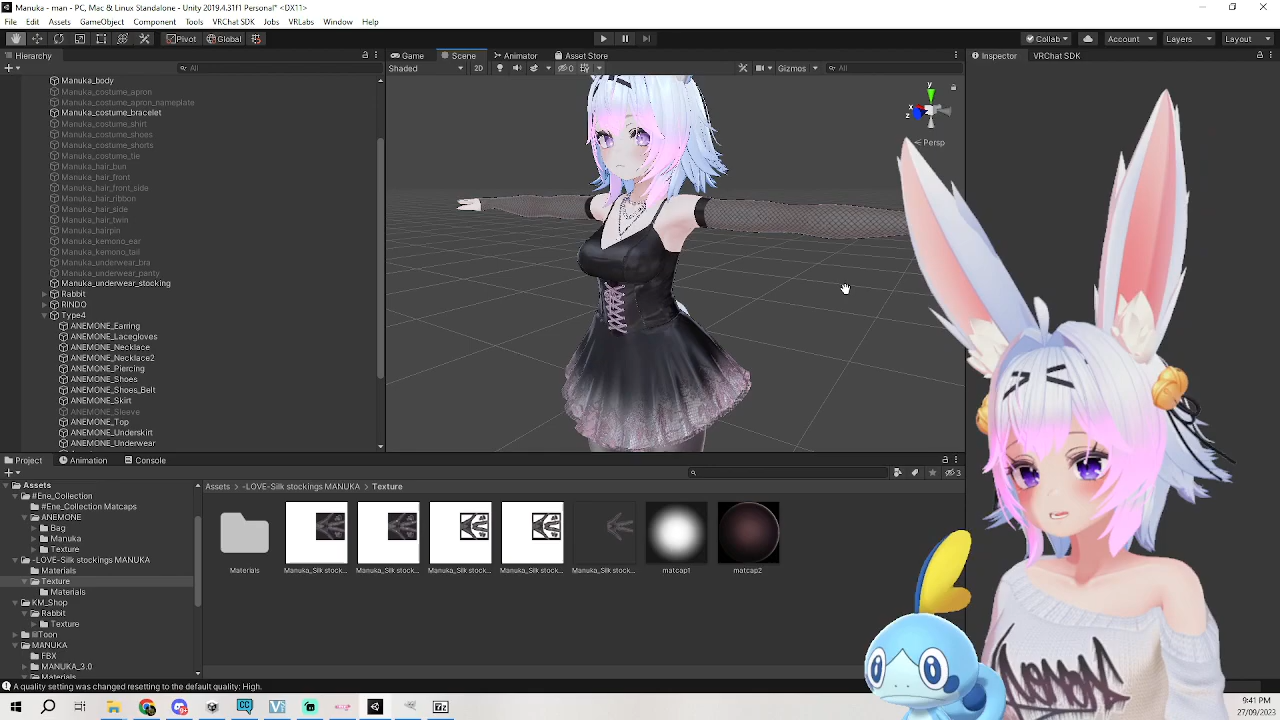 Manuka - man - PC, Mac & Linux Standalone - Unity 2019.4.31f1 Personal* <DX11>
File Edit Assets GameObject Component Tools VRChat SDK Jobs VRLabs Window Help
Pivot Global Collab Account Layers Layout
Hierarchy Game Scene Animator Asset Store Inspector VRChat SDK
All Shaded 2D 0 Gizmos All
Manuka_body
Manuka_costume_apron
Manuka_costume_apron_nameplate
Manuka_costume_bracelet
Manuka_costume_shirt
Manuka_costume_shoes
Manuka_costume_shorts
Manuka_costume_tie
Manuka_hair_bun
Manuka_hair_front
Manuka_hair_front_side
Manuka_hair_ribbon
Manuka_hair_side
Manuka_hair_twin
Manuka_hairpin
Manuka_kemono_ear
Manuka_kemono_tail
Manuka_underwear_bra
Manuka_underwear_panty
Manuka_underwear_stocking
Rabbit
RINDO
Type4
ANEMONE_Earring
ANEMONE_Lacegloves
ANEMONE_Necklace
ANEMONE_Necklace2
ANEMONE_Piercing
ANEMONE_Shoes
ANEMONE_Shoes_Belt
ANEMONE_Skirt
ANEMONE_Sleeve
ANEMONE_Top
ANEMONE_Underskirt
ANEMONE_Underwear
y
x
z
Persp
Project Animation Console
3
Assets
#Ene_Collection
#Ene_Collection Matcaps
ANEMONE
Bag
Manuka
Texture
-LOVE-Silk stockings MANUKA
Materials
Texture
Materials
KM_Shop
Rabbit
Texture
lilToon
MANUKA
FBX
MANUKA_3.0
Assets > -LOVE-Silk stockings MANUKA > Texture
Materials Manuka_Silk stock... Manuka_Silk stock... Manuka_Silk stock... Manuka_Silk stock... Manuka_Silk stock... matcap1 matcap2
A quality setting was changed resetting to the default quality: High.
9:41 PM
27/09/2023